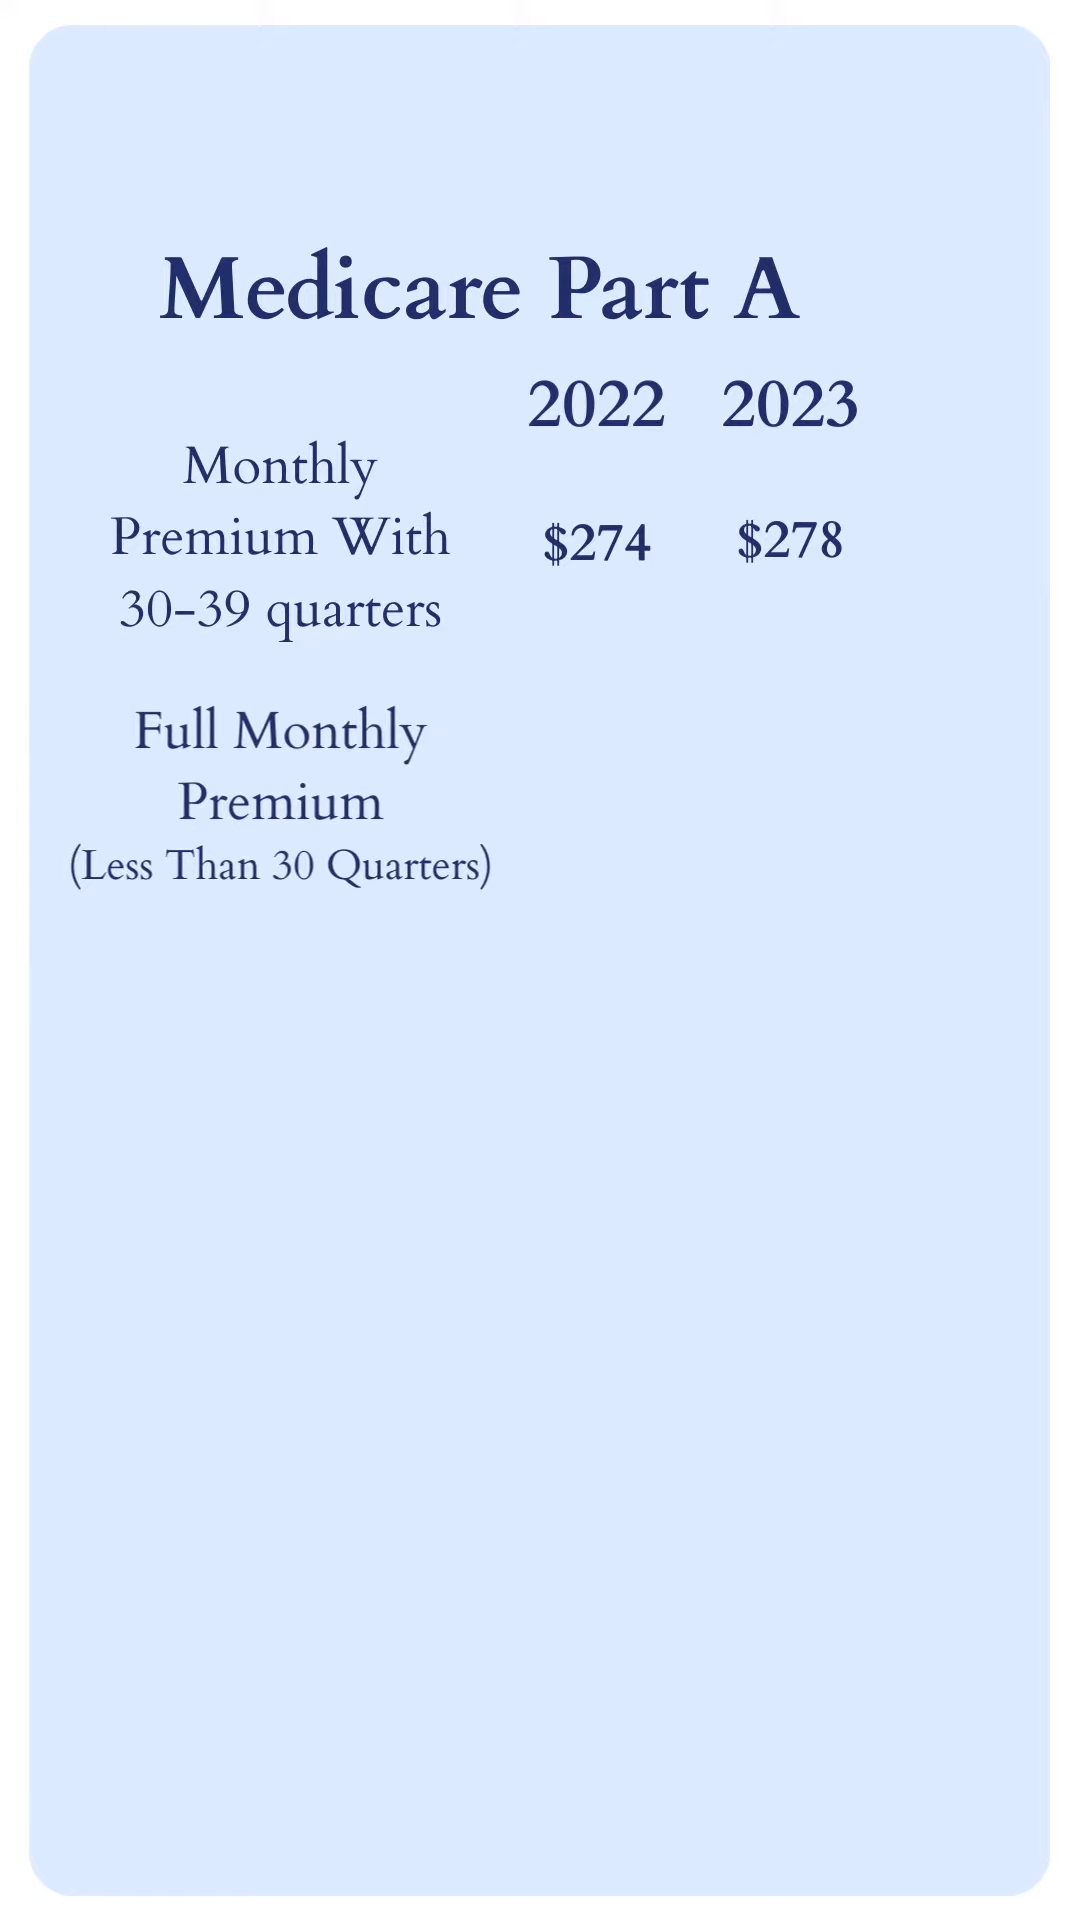 Medicare Part A
2022 2023
Monthly
Premium With
30-39 quarters
$274 $278
Full Monthly
Premium
(Less Than 30 Quarters)